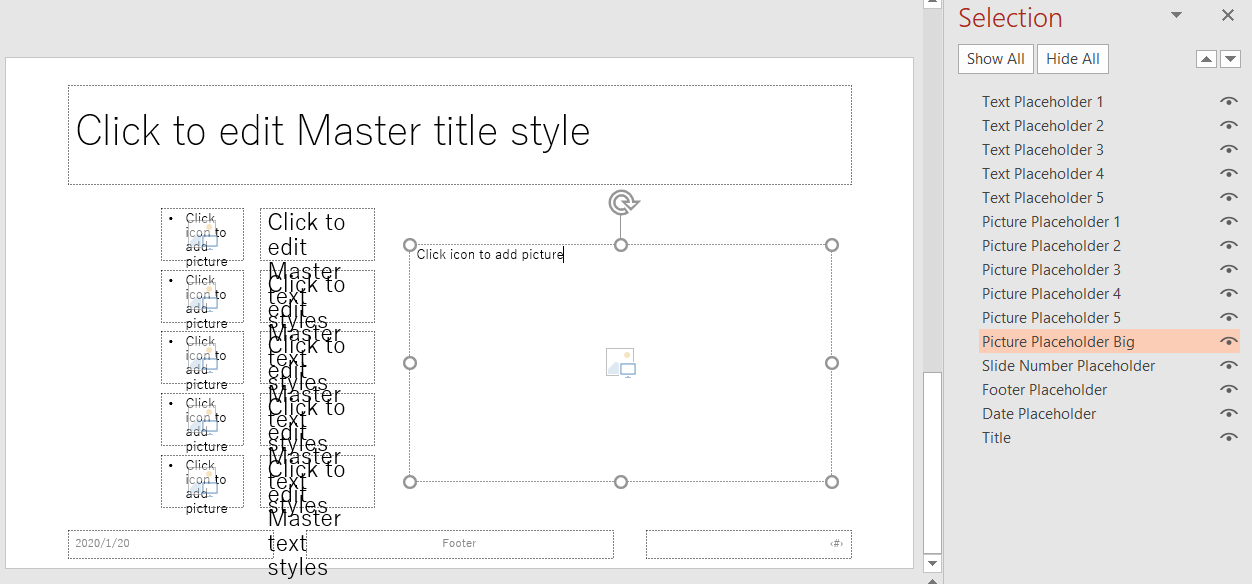 Click to edit Master title style
• Click
icon to
add
picture
• Click
icon to
add
picture
• Click
icon to
add
picture
• Click
icon to
add
picture
• Click
icon to
add
picture
Click to
edit
Master
text
styles
Click to
edit
Master
text
styles
Click to
edit
Master
text
styles
Click to
edit
Master
text
styles
Click to
edit
Master
text
styles
Click icon to add picture
2020/1/20
Footer
‹#›
Selection
Show All
Hide All
Text Placeholder 1
Text Placeholder 2
Text Placeholder 3
Text Placeholder 4
Text Placeholder 5
Picture Placeholder 1
Picture Placeholder 2
Picture Placeholder 3
Picture Placeholder 4
Picture Placeholder 5
Picture Placeholder Big
Slide Number Placeholder
Footer Placeholder
Date Placeholder
Title